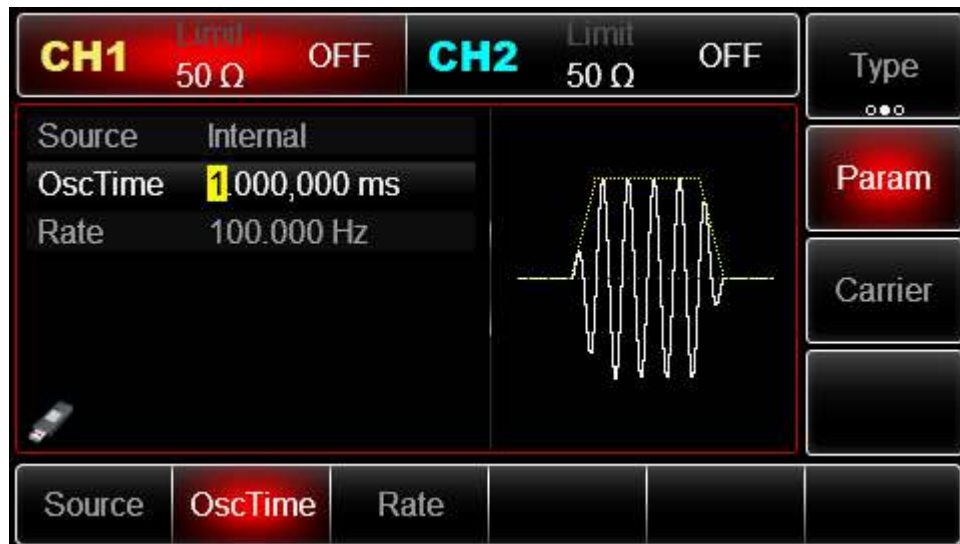 CH1 Limit 50 Ω OFF
CH2 Limit 50 Ω OFF
Type
Source Internal
OscTime 1.000,000 ms
Rate 100.000 Hz
Param
Carrier
Source OscTime Rate